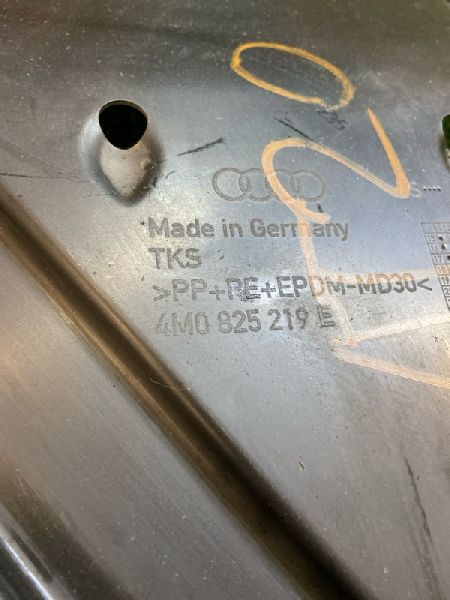 Made in Germany
TKS
>PP+PE+EPDM-MD30<
4M0 825 219 E